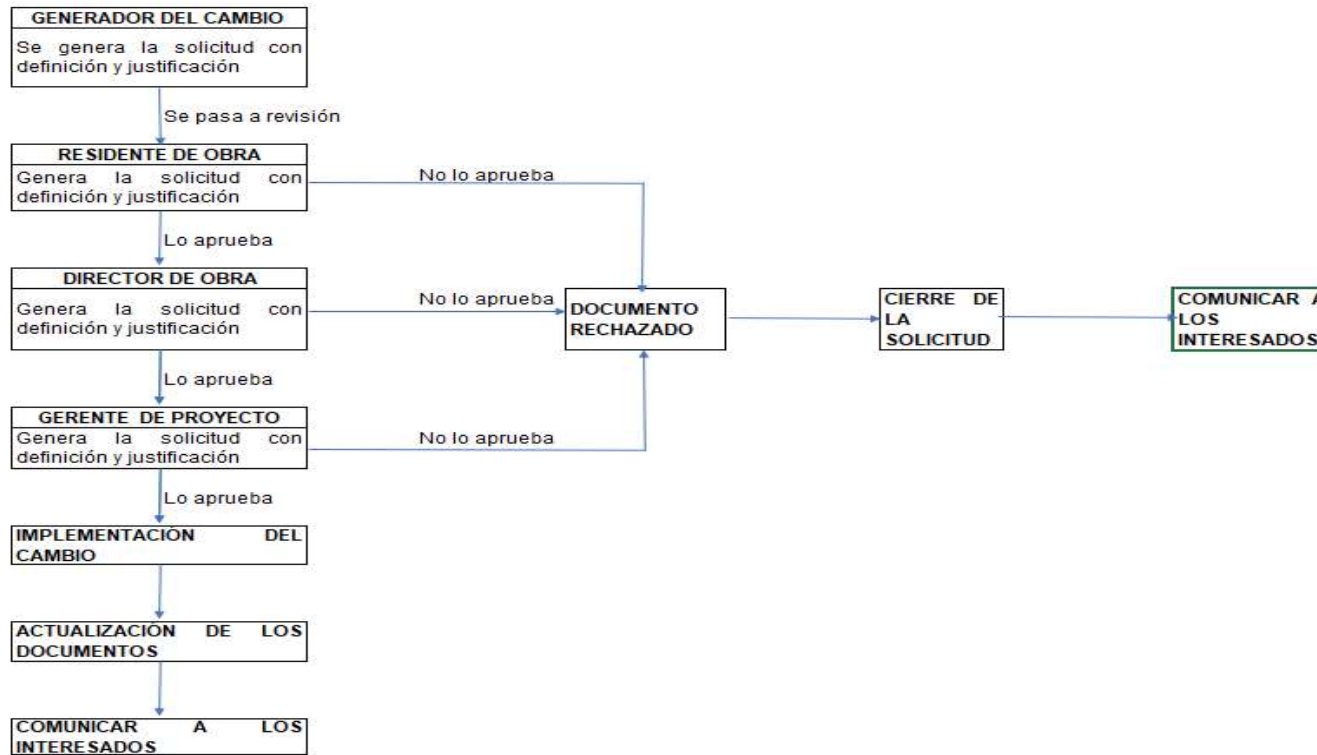 GENERADOR DEL CAMBIO
Se genera la solicitud con
definición y justificación
Se pasa a revisión
RESIDENTE DE OBRA
Genera la solicitud con
definición y justificación
No lo aprueba
Lo aprueba
DIRECTOR DE OBRA
Genera la solicitud con
definición y justificación
No lo aprueba
DOCUMENTO
RECHAZADO
CIERRE DE
LA
SOLICITUD
COMUNICAR A
LOS
INTERESADOS
Lo aprueba
GERENTE DE PROYECTO
Genera la solicitud con
definición y justificación
No lo aprueba
Lo aprueba
IMPLEMENTACIÓN DEL
CAMBIO
ACTUALIZACIÓN DE LOS
DOCUMENTOS
COMUNICAR A LOS
INTERESADOS